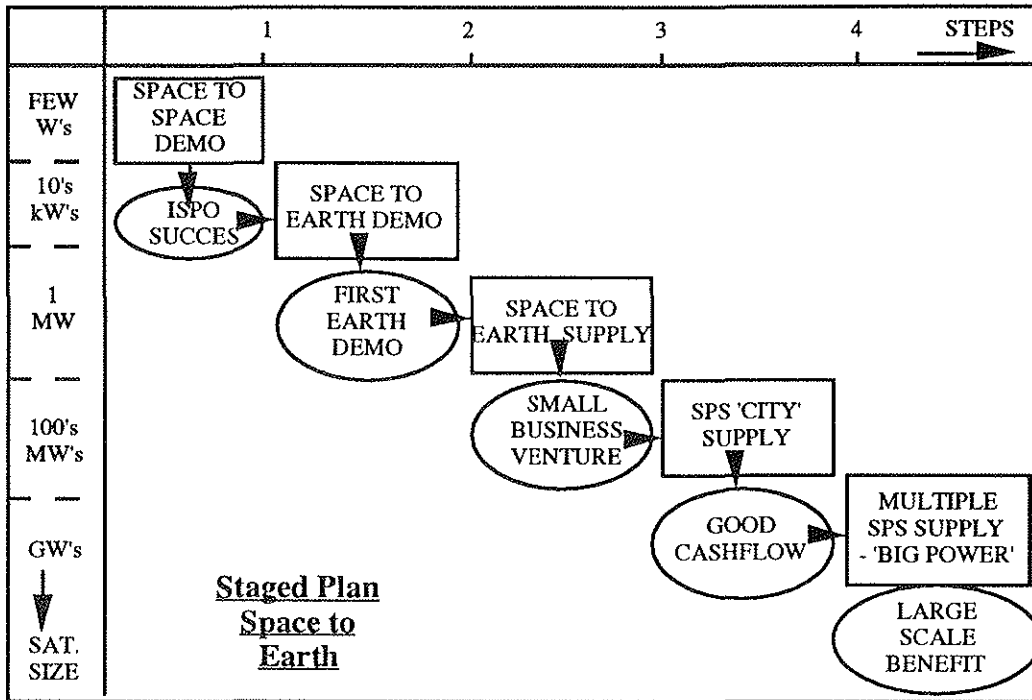 1 2 3 4 STEPS
FEW
W's
SPACE TO
SPACE
DEMO
10's
kW's
ISPO
SUCCES
SPACE TO
EARTH DEMO
1
MW
FIRST
EARTH
DEMO
SPACE TO
EARTH SUPPLY
100's
MW's
SMALL
BUSINESS
VENTURE
SPS 'CITY'
SUPPLY
GW's
SAT.
SIZE
GOOD
CASHFLOW
MULTIPLE
SPS SUPPLY
- 'BIG POWER'
LARGE
SCALE
BENEFIT
Staged Plan
Space to
Earth